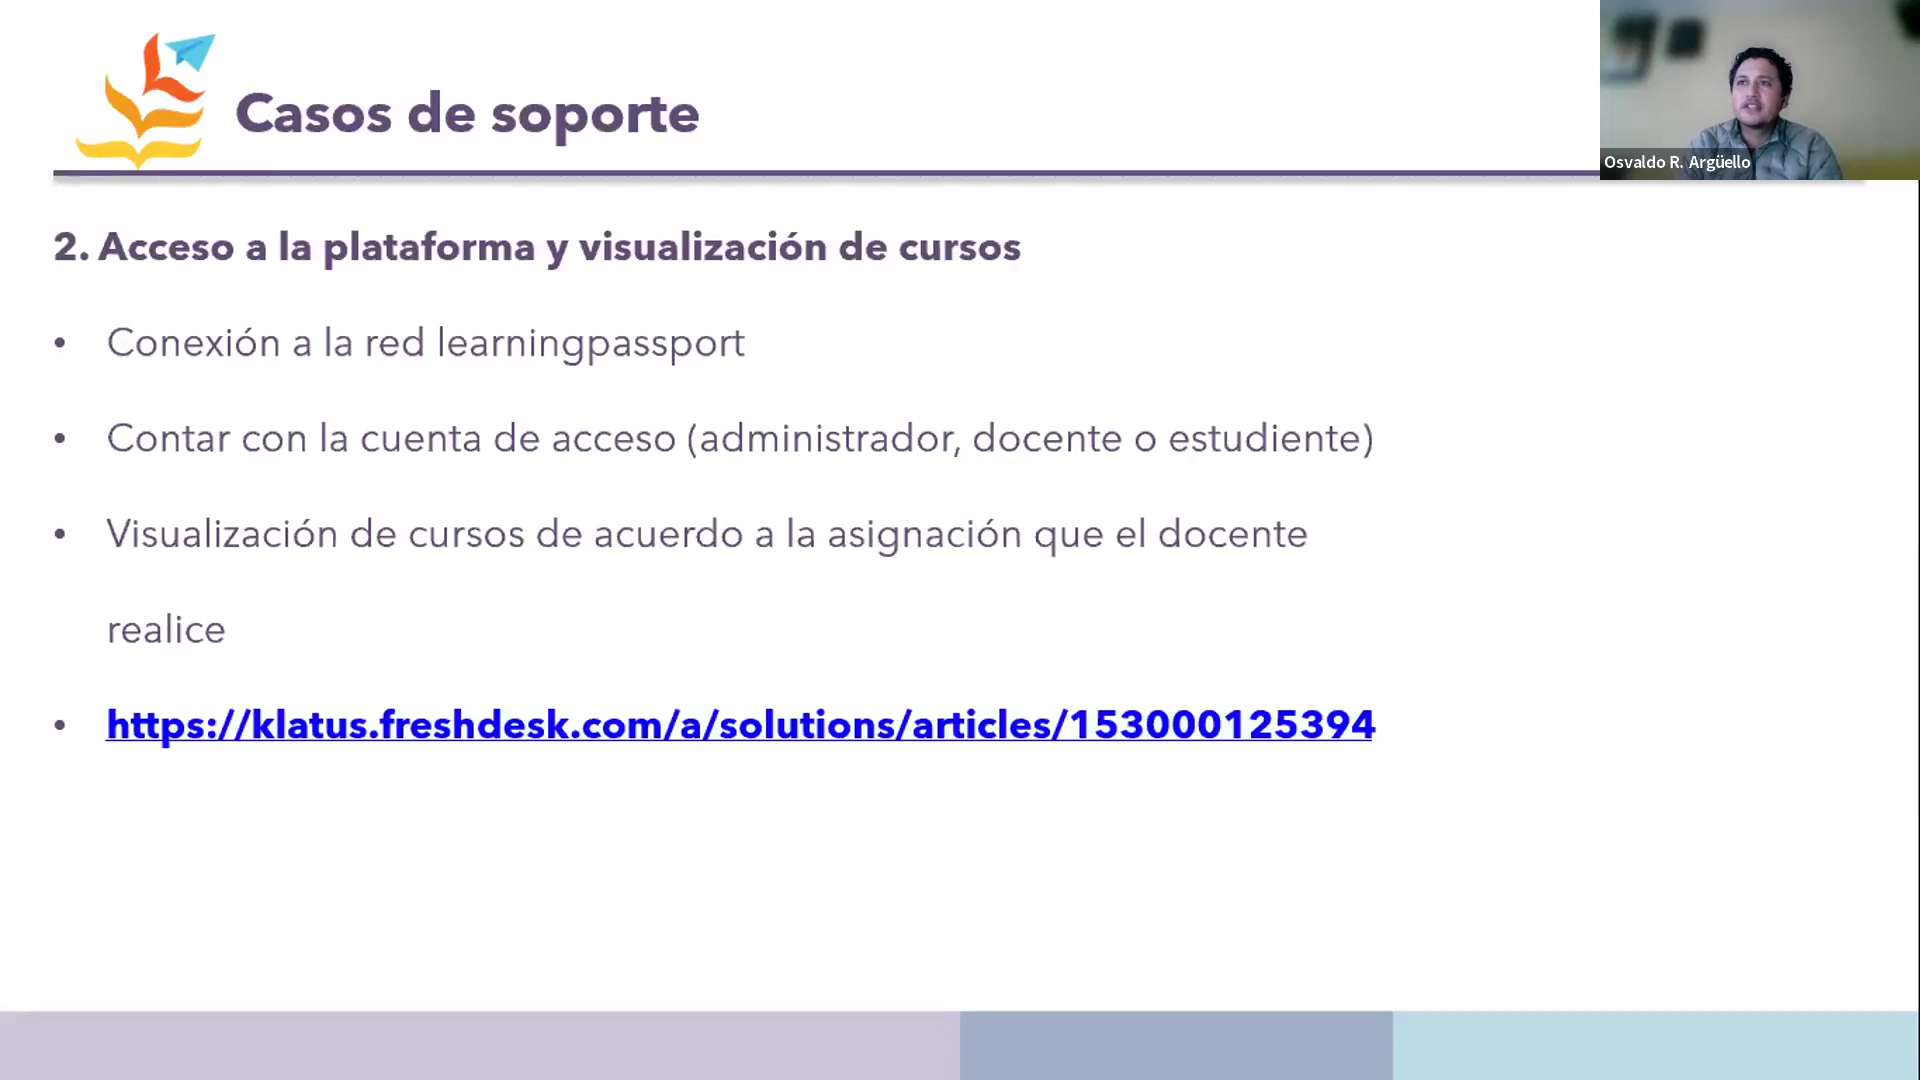 Casos de soporte
Osvaldo R. Argüello
2. Acceso a la plataforma y visualización de cursos
• Conexión a la red learningpassport
• Contar con la cuenta de acceso (administrador, docente o estudiente)
• Visualización de cursos de acuerdo a la asignación que el docente
realice
• https://klatus.freshdesk.com/a/solutions/articles/153000125394